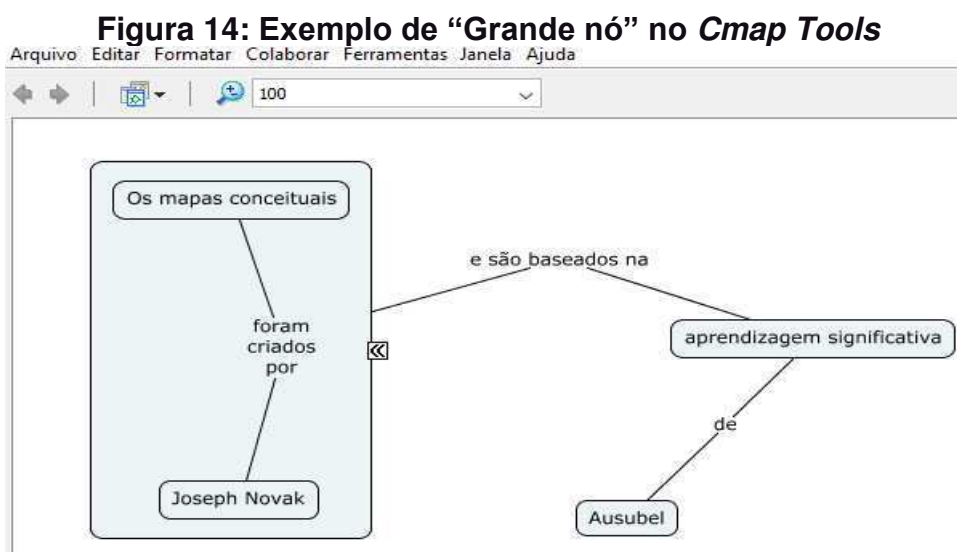 Figura 14: Exemplo de “Grande nó” no Cmap Tools
Arquivo Editar Formatar Colaborar Ferramentas Janela Ajuda
100
Os mapas conceituais
foram
criados
por
Joseph Novak
e são baseados na
aprendizagem significativa
de
Ausubel